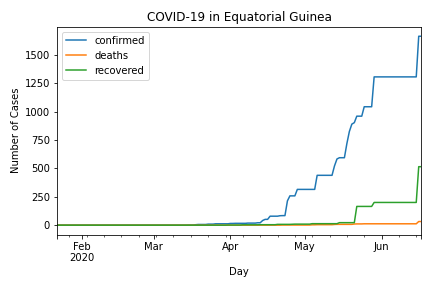 COVID-19 in Equatorial Guinea
confirmed
deaths
recovered
Number of Cases
1500
1250
1000
750
500
250
0
Feb
2020
Mar
Apr
May
Jun
Day